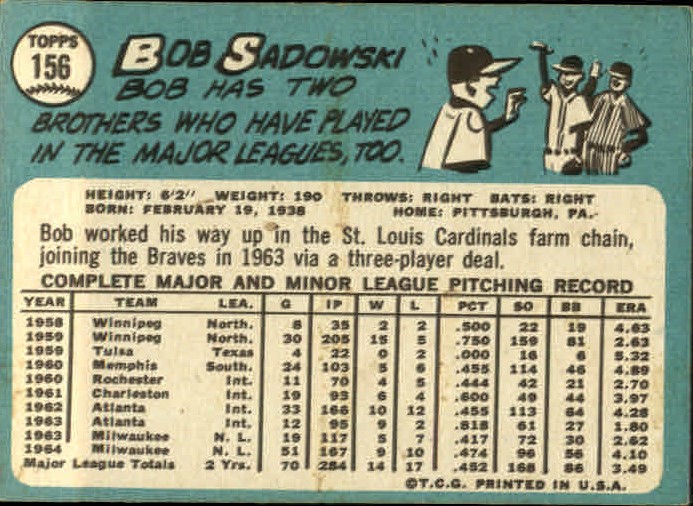 TOPPS
156
BOB SADOWSKI
BOB HAS TWO
BROTHERS WHO HAVE PLAYED
IN THE MAJOR LEAGUES, TOO.
HEIGHT: 6'2" WEIGHT: 190 THROWS: RIGHT BATS: RIGHT
BORN: FEBRUARY 19, 1938 HOME: PITTSBURGH, PA.
Bob worked his way up in the St. Louis Cardinals farm chain,
joining the Braves in 1963 via a three-player deal.
COMPLETE MAJOR AND MINOR LEAGUE PITCHING RECORD
YEAR TEAM LEA. G IP W L PCT SO BB ERA
1958 Winnipeg North. 8 35 2 2 .500 22 19 4.63
1959 Winnipeg North. 30 205 15 5 .750 159 81 2.63
1959 Tulsa Texas 4 22 0 2 .000 16 6 5.32
1960 Memphis South. 24 103 5 6 .455 114 46 4.89
1960 Rochester Int. 11 70 4 5 .444 42 21 2.70
1961 Charleston Int. 19 93 6 4 .600 49 44 3.97
1962 Atlanta Int. 33 166 10 12 .455 113 64 4.28
1963 Atlanta Int. 12 95 9 2 .818 61 27 1.80
1963 Milwaukee N. L. 19 117 5 7 .417 72 30 2.62
1964 Milwaukee N. L. 51 167 9 10 .474 96 56 4.10
Major League Totals 2 Yrs. 70 284 14 17 .452 168 86 3.49
©T.C.G. PRINTED IN U.S.A.